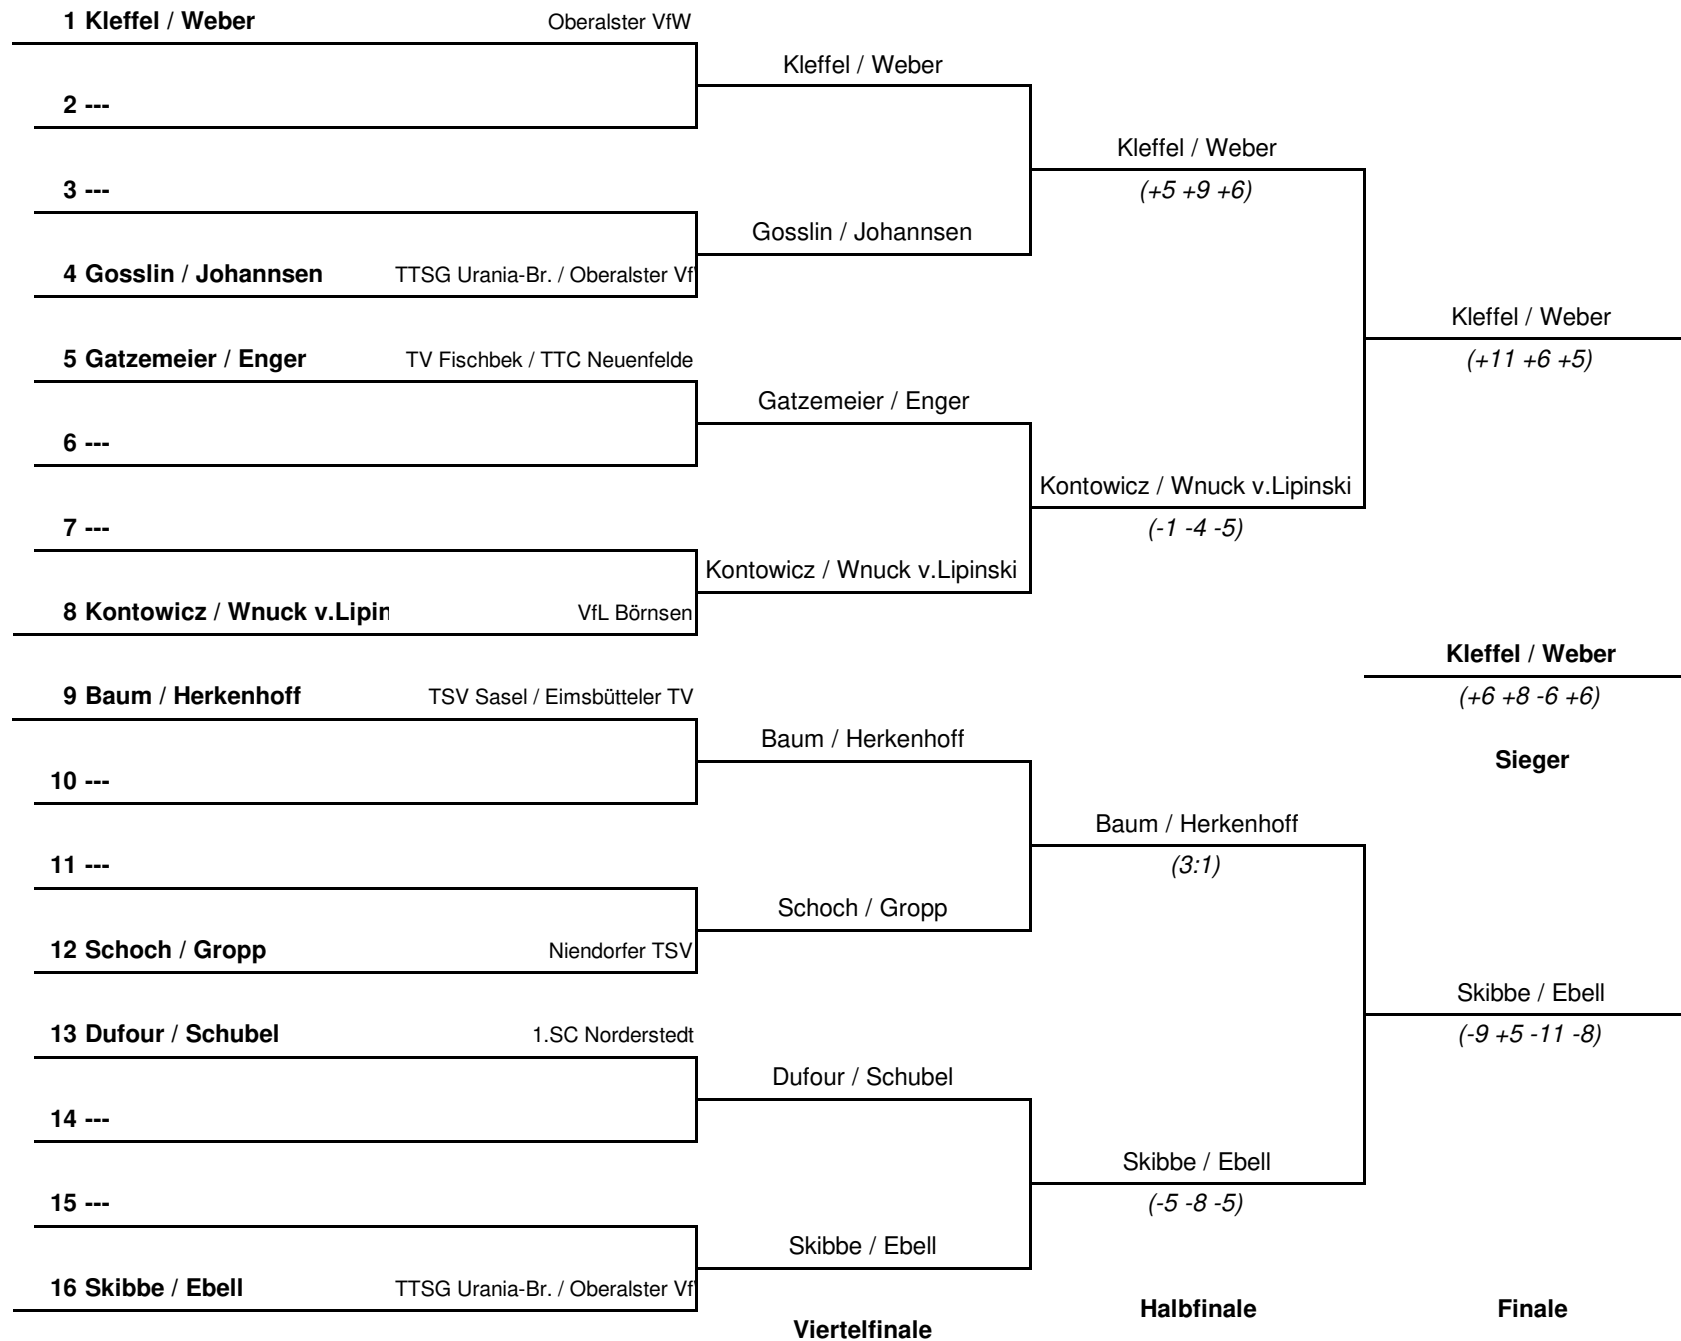 1 Kleffel / Weber Oberalster VfW
Kleffel / Weber
2 ---
Kleffel / Weber
3 ---
(+5 +9 +6)
Gosslin / Johannsen
4 Gosslin / Johannsen TTSG Urania-Br. / Oberalster Vf
Kleffel / Weber
5 Gatzemeier / Enger TV Fischbek / TTC Neuenfelde
(+11 +6 +5)
Gatzemeier / Enger
6 ---
Kontowicz / Wnuck v.Lipinski
7 ---
(-1 -4 -5)
Kontowicz / Wnuck v.Lipinski
8 Kontowicz / Wnuck v.Lipin VfL Börnsen
Kleffel / Weber
9 Baum / Herkenhoff TSV Sasel / Eimsbütteler TV
(+6 +8 -6 +6)
Baum / Herkenhoff
Sieger
10 ---
Baum / Herkenhoff
11 ---
(3:1)
Schoch / Gropp
12 Schoch / Gropp Niendorfer TSV
Skibbe / Ebell
13 Dufour / Schubel 1.SC Norderstedt
(-9 +5 -11 -8)
Dufour / Schubel
14 ---
Skibbe / Ebell
15 ---
(-5 -8 -5)
Skibbe / Ebell
16 Skibbe / Ebell TTSG Urania-Br. / Oberalster Vf
Viertelfinale
Halbfinale
Finale